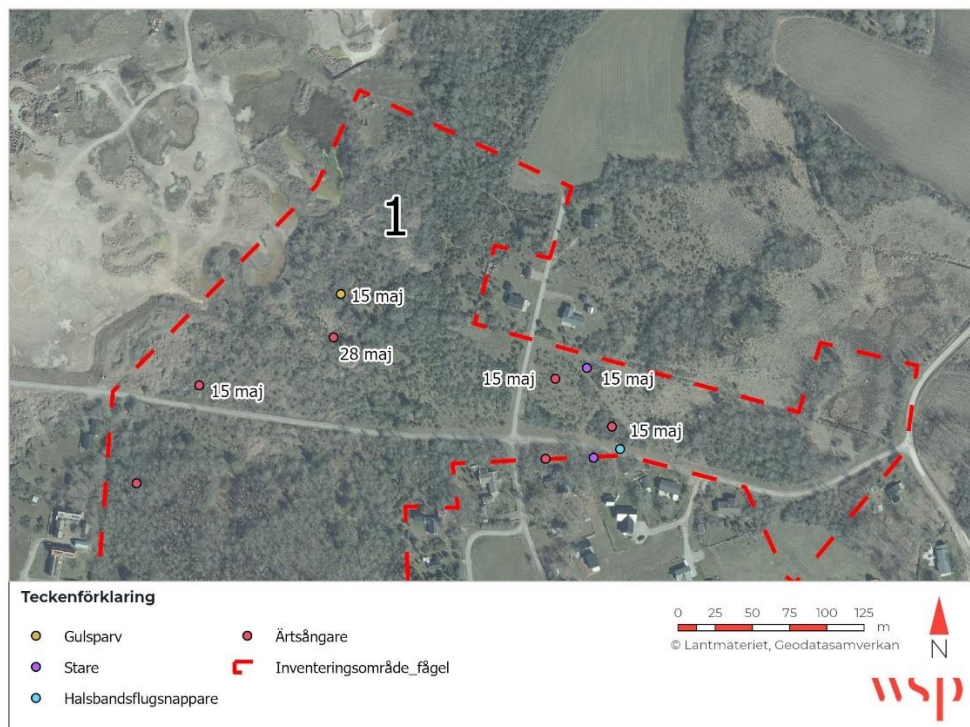 1
15 maj
28 maj
15 maj
15 maj
15 maj
15 maj
Teckenförklaring
Gulsparv
Ärtsångare
Stare
Inventeringsområde_fågel
Halsbandsflugsnappare
0 25 50 75 100 125
m
© Lantmäteriet, Geodatasamverkan
N
wsp